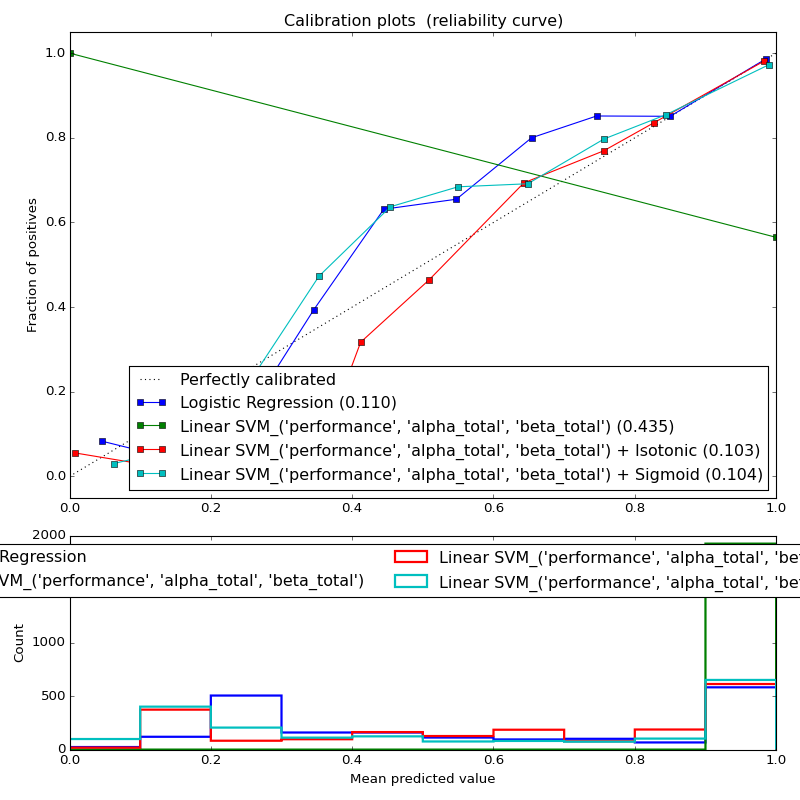 Calibration plots  (reliability curve)
1.0
0.8
0.6
0.4
0.2
0.0
Fraction of positives
Perfectly calibrated
Logistic Regression (0.110)
Linear SVM_('performance', 'alpha_total', 'beta_total') (0.435)
Linear SVM_('performance', 'alpha_total', 'beta_total') + Isotonic (0.103)
Linear SVM_('performance', 'alpha_total', 'beta_total') + Sigmoid (0.104)
0.0 0.2 0.4 0.6 0.8 1.0
2000
Regression
VM_('performance', 'alpha_total', 'beta_total')
Linear SVM_('performance', 'alpha_total', 'bet
Linear SVM_('performance', 'alpha_total', 'bet
1000
500
0
Count
0.0 0.2 0.4 0.6 0.8 1.0
Mean predicted value